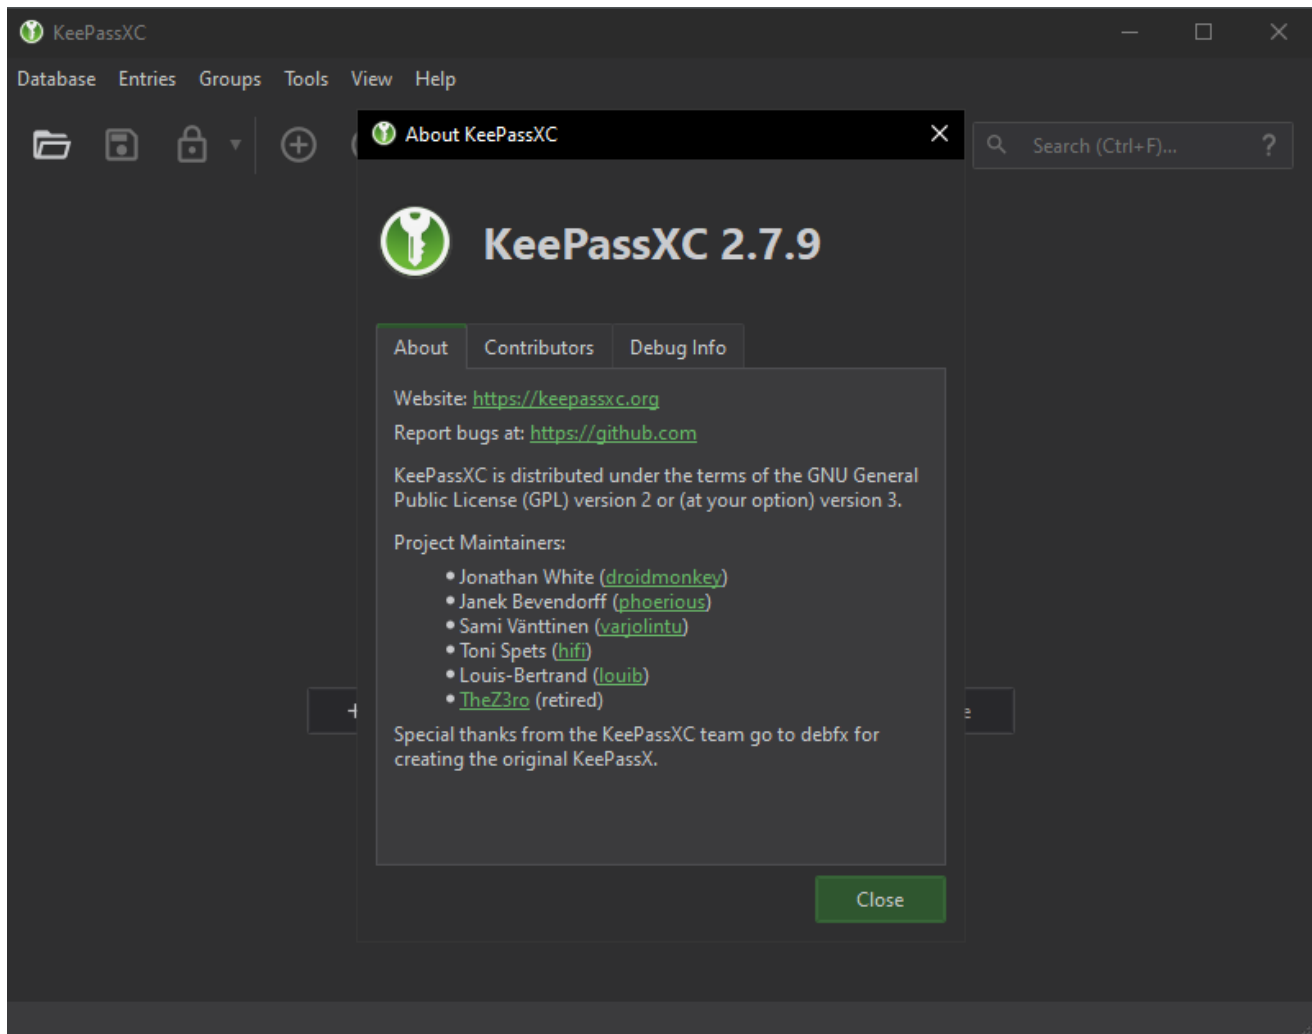 KeePassXC
Database Entries Groups Tools View Help
About KeePassXC
Search (Ctrl+F)... ?
KeePassXC 2.7.9
About Contributors Debug Info
Website: https://keepassxc.org
Report bugs at: https://github.com
KeePassXC is distributed under the terms of the GNU General
Public License (GPL) version 2 or (at your option) version 3.
Project Maintainers:
• Jonathan White (droidmonkey)
• Janek Bevendorff (phoerious)
• Sami Vänttinen (varjolintu)
• Toni Spets (hifi)
• Louis-Bertrand (louib)
• TheZ3ro (retired)
Special thanks from the KeePassXC team go to debfx for
creating the original KeePassX.
Close